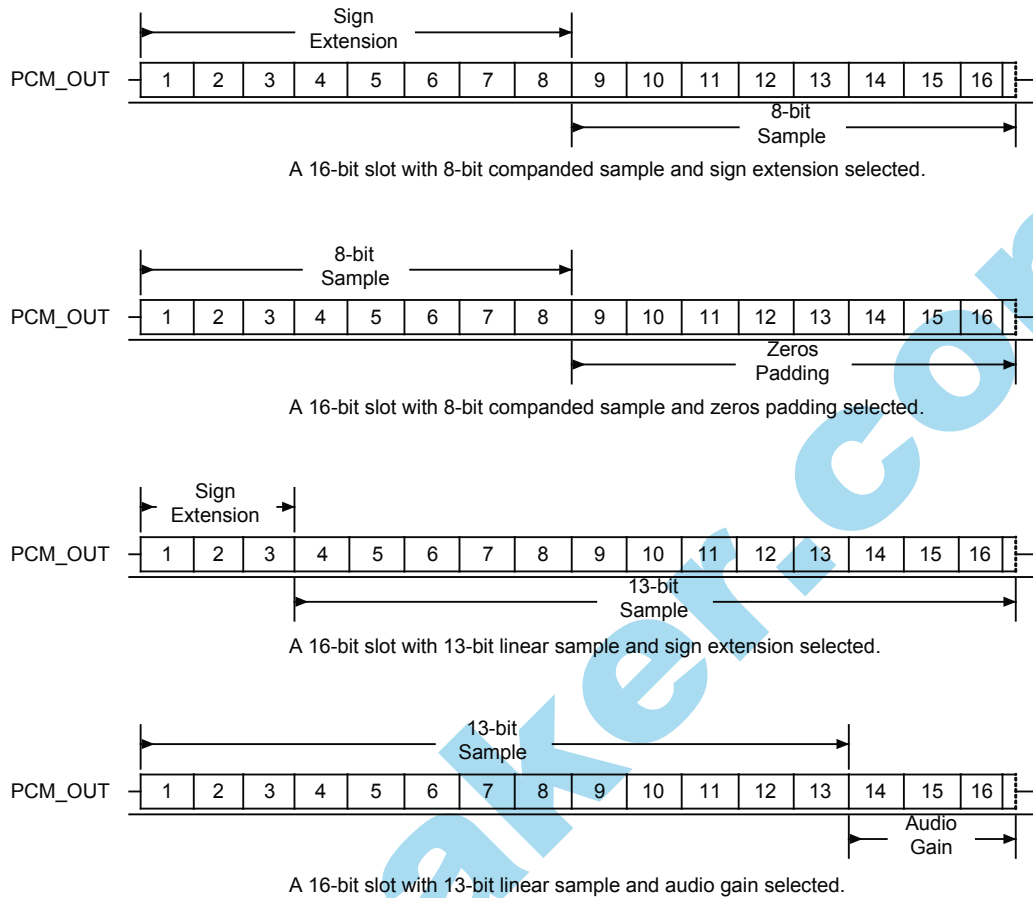 Sign
Extension
PCM_OUT 1 2 3 4 5 6 7 8 9 10 11 12 13 14 15 16
8-bit
Sample
A 16-bit slot with 8-bit companded sample and sign extension selected.
8-bit
Sample
PCM_OUT 1 2 3 4 5 6 7 8 9 10 11 12 13 14 15 16
Zeros
Padding
A 16-bit slot with 8-bit companded sample and zeros padding selected.
Sign
Extension
PCM_OUT 1 2 3 4 5 6 7 8 9 10 11 12 13 14 15 16
13-bit
Sample
A 16-bit slot with 13-bit linear sample and sign extension selected.
13-bit
Sample
PCM_OUT 1 2 3 4 5 6 7 8 9 10 11 12 13 14 15 16
Audio
Gain
A 16-bit slot with 13-bit linear sample and audio gain selected.